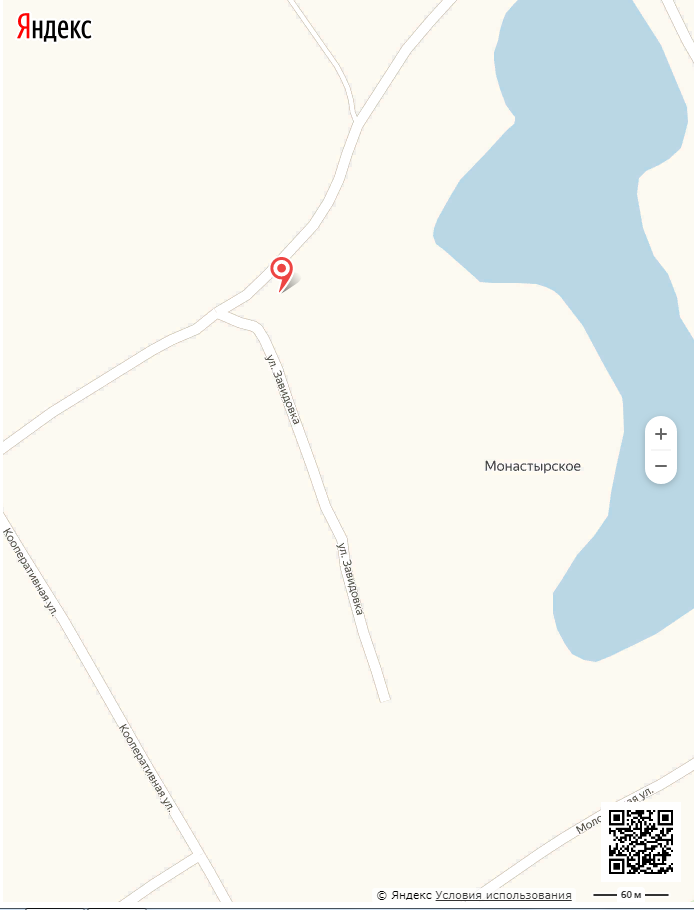 Яндекс
ул. Завидовка
Монастырское
Кооперативная ул.
ул. Завидовка
Кооперативная ул.
© Яндекс Условия использования
60 м